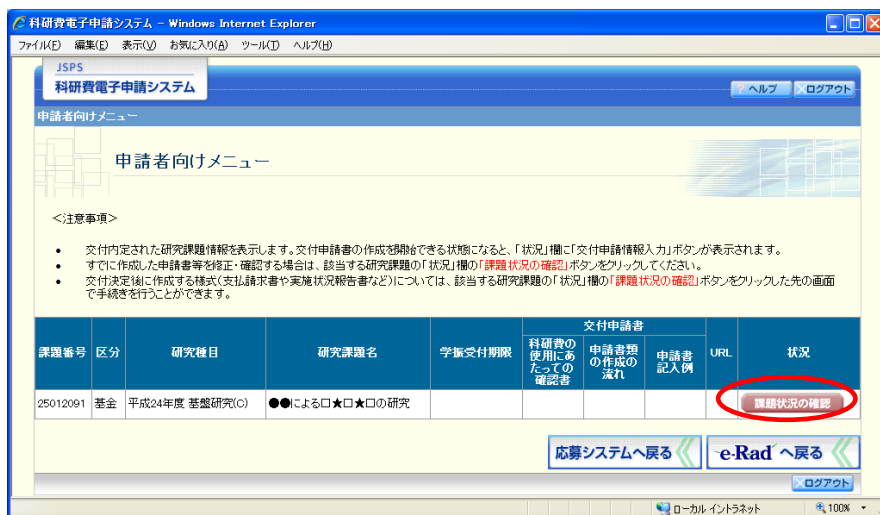 科研費電子申請システム - Windows Internet Explorer
ファイル(F) 編集(E) 表示(V) お気に入り(A) ツール(T) ヘルプ(H)
JSPS
科研費電子申請システム
? ヘルプ
ログアウト
申請者向けメニュー
申請者向けメニュー
＜注意事項＞
• 交付内定された研究課題情報を表示します。交付申請書の作成を開始できる状態になると、「状況」欄に「交付申請情報入力」ボタンが表示されます。
• すでに作成した申請書等を修正・確認する場合は、該当する研究課題の「状況」欄の「課題状況の確認」ボタンをクリックしてください。
• 交付決定後に作成する様式(支払請求書や実施状況報告書など)については、該当する研究課題の「状況」欄の「課題状況の確認」ボタンをクリックした先の画面
で手続きを行うことができます。
交付申請書
課題番号 区分 研究種目 研究課題名 学振受付期限
科研費の
使用にあ
たっての
確認書
申請書類
の作成の
流れ
申請書
記入例
URL 状況
25012091 基金 平成24年度 基盤研究(C) ●●による□★□★□の研究 課題状況の確認
応募システムへ戻る
e-Rad へ戻る
ログアウト
ローカル イントラネット 100%